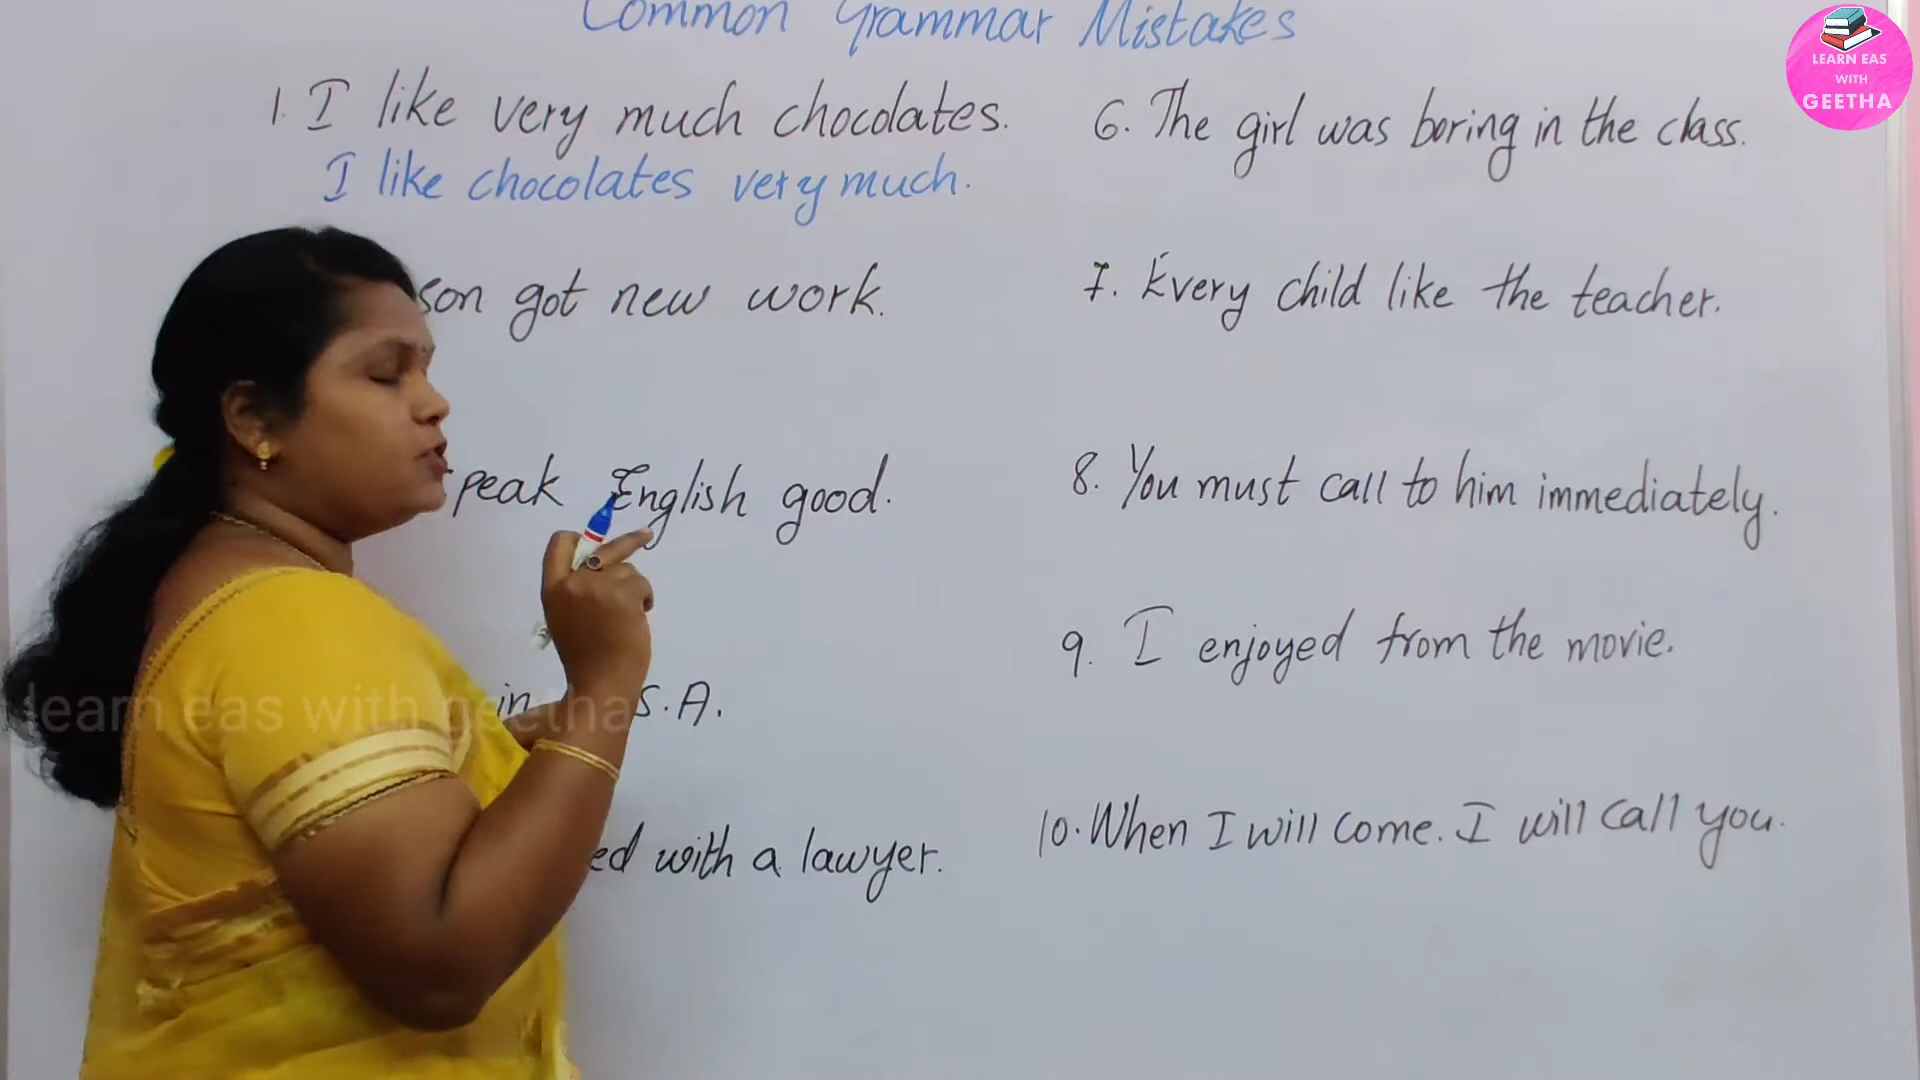 Common Grammar Mistakes
1. I like very much chocolates.
I like chocolates very much.
son got new work.
peak English good.
in S.A.
ed with a lawyer.
6. The girl was boring in the class.
7. Every child like the teacher.
8. You must call to him immediately.
9. I enjoyed from the movie.
10. When I will come. I will call you.
LEARN EAS
WITH
GEETHA
learn eas with geetha